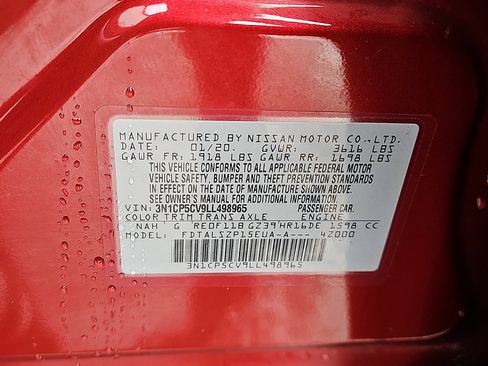 MANUFACTURED BY NISSAN MOTOR CO.,LTD.
DATE: 01/20. GVWR: 3616 LBS
GAWR FR: 1918 LBS GAWR RR: 1698 LBS
THIS VEHICLE CONFORMS TO ALL APPLICABLE FEDERAL MOTOR
VEHICLE SAFETY, BUMPER AND THEFT PREVENTION STANDARDS
IN EFFECT ON THE DATE OF MANUFACTURE SHOWN ABOVE.
SEE OWNER'S MANUAL FOR ADDITIONAL INFORMATION.
VIN: 3N1CP5CV9LL498965 PASSENGER CAR.
COLOR TRIM TRANS AXLE ENGINE
NAH G RE0F11B GZ39 HR16DE 1598 CC
MODEL: FDTALSZP15EUA-A--- 42000
3N1CP5CV9LL498965